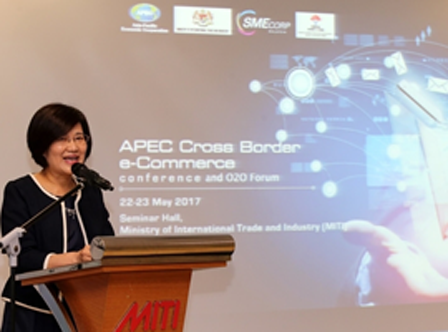 APEC
SMECORP
APEC Cross Border
e-Commerce
conference and O2O Forum
22-23 May 2017
Seminar Hall,
Ministry of International Trade and Industry (MITI)
MITI